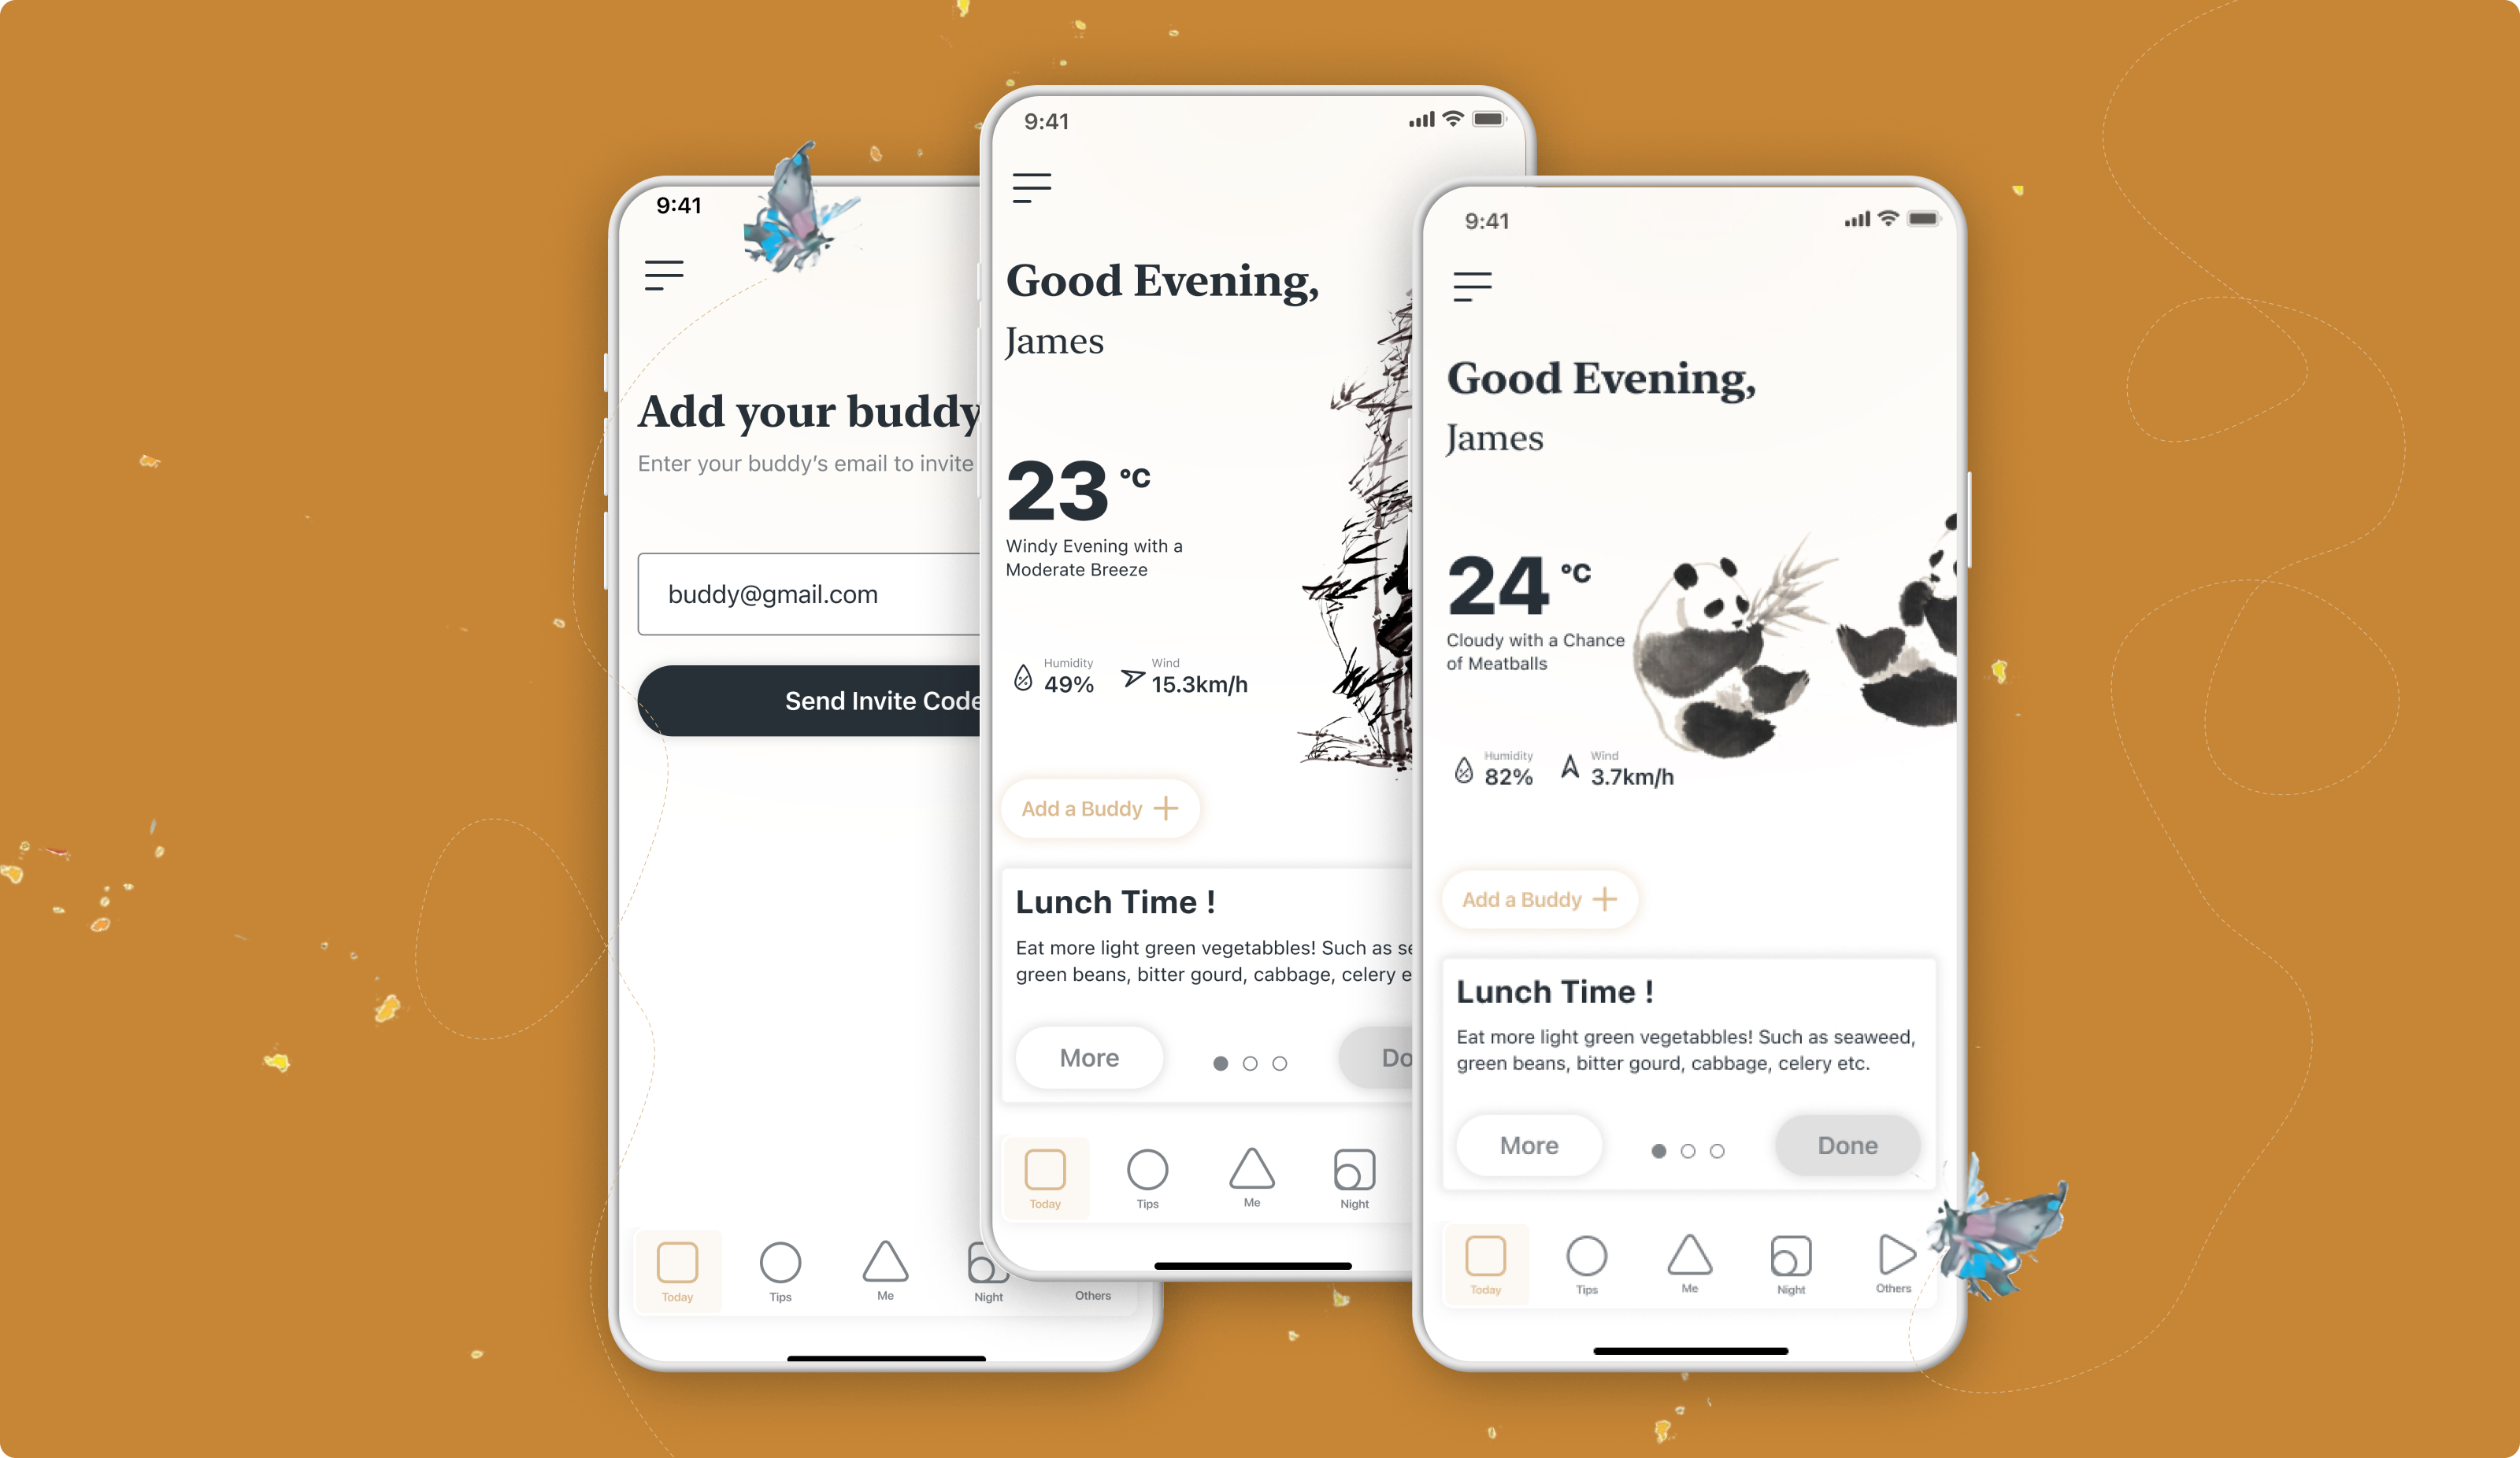 9:41
Add your buddy
Enter your buddy's email to invite
buddy@gmail.com
Send Invite Code
Today
Tips
Me
Night
Others
9:41
Good Evening,
James
23 °C
Windy Evening with a
Moderate Breeze
Humidity
49%
Wind
15.3km/h
Add a Buddy
Lunch Time !
Eat more light green vegetabbles! Such as se
green beans, bitter gourd, cabbage, celery e
More
Do
Today
Tips
Me
Night
9:41
Good Evening,
James
24 °C
Cloudy with a Chance
of Meatballs
Humidity
82%
Wind
3.7km/h
Add a Buddy
Lunch Time !
Eat more light green vegetabbles! Such as seaweed,
green beans, bitter gourd, cabbage, celery etc.
More
Done
Today
Tips
Me
Night
Others